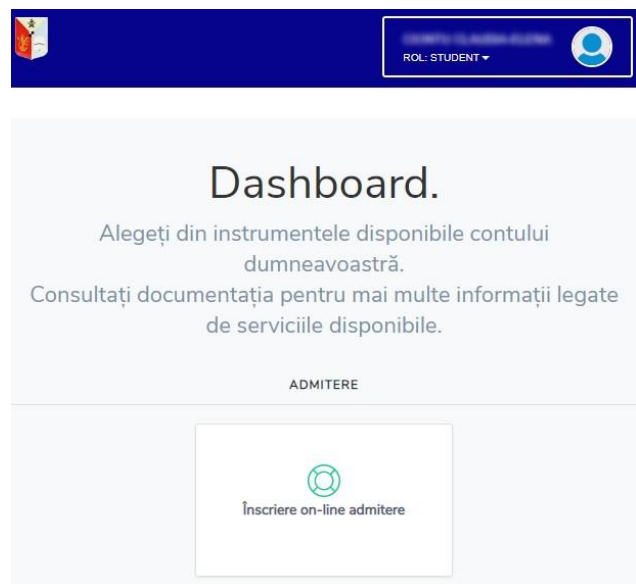 ROL: STUDENT
Dashboard.
Alegeți din instrumentele disponibile contului
dumneavoastră.
Consultați documentația pentru mai multe informații legate
de serviciile disponibile.
ADMITERE
Înscriere on-line admitere